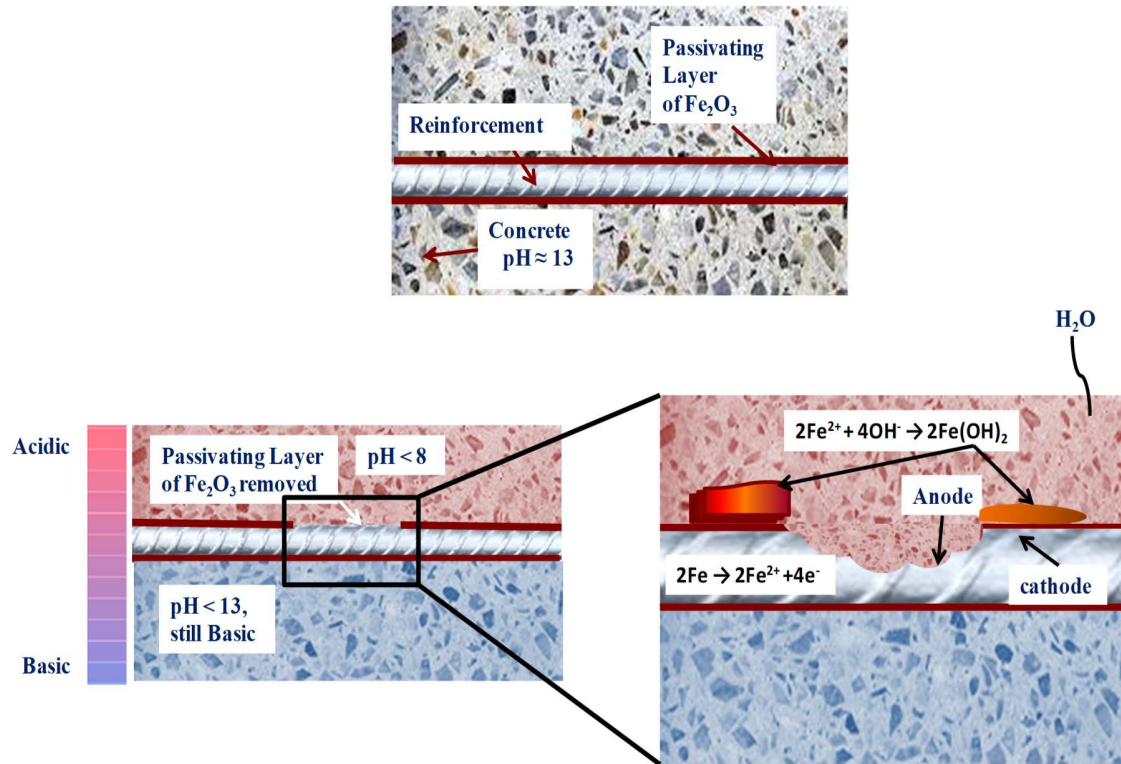 Passivating
Layer
of Fe₂O₃
Reinforcement
Concrete
pH ≈ 13
H₂O
Acidic
Passivating Layer
of Fe₂O₃ removed
pH < 8
pH < 13,
still Basic
Basic
2Fe²⁺ + 4OH⁻ → 2Fe(OH)₂
Anode
2Fe → 2Fe²⁺ +4e⁻
cathode